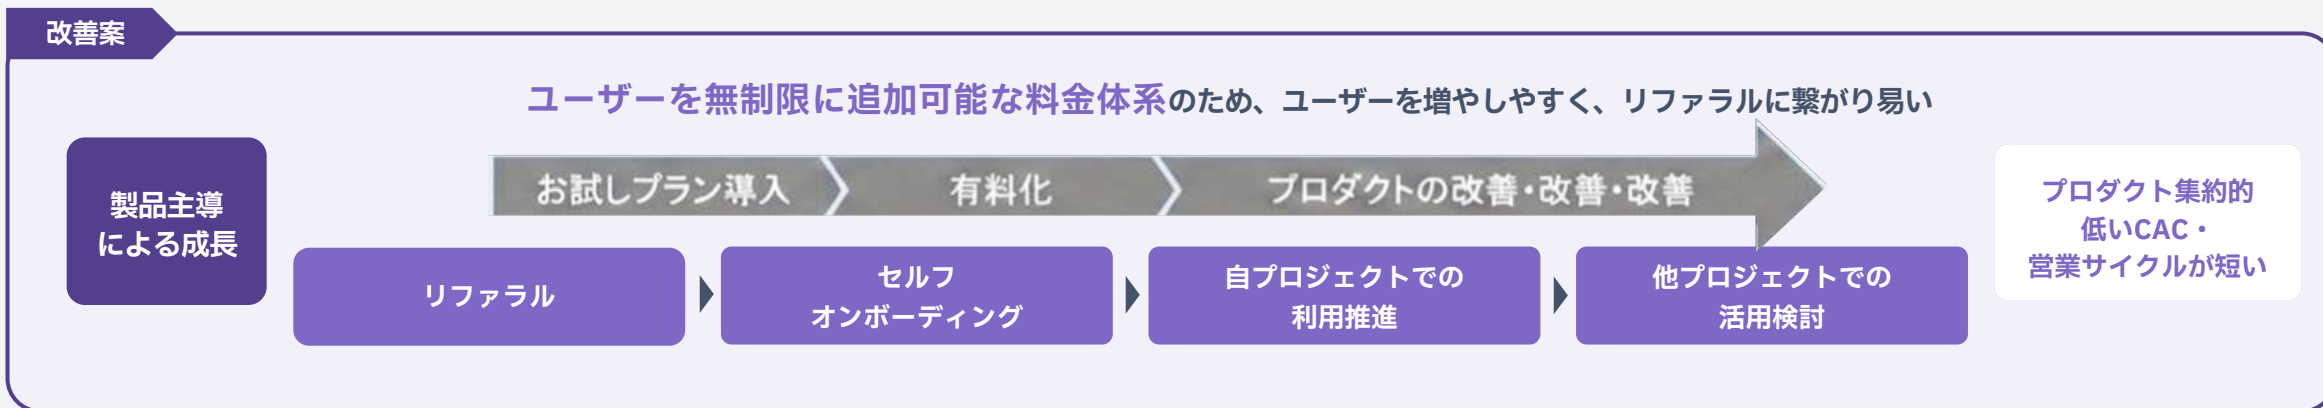 改善案
ユーザーを無制限に追加可能な料金体系のため、ユーザーを増やしやすく、リファラルに繋がり易い
製品主導
による成長
お試しプラン導入
有料化
プロダクトの改善・改善・改善
リファラル
セルフ
オンボーディング
自プロジェクトでの
利用推進
他プロジェクトでの
活用検討
プロダクト集約的
低いCAC・
営業サイクルが短い